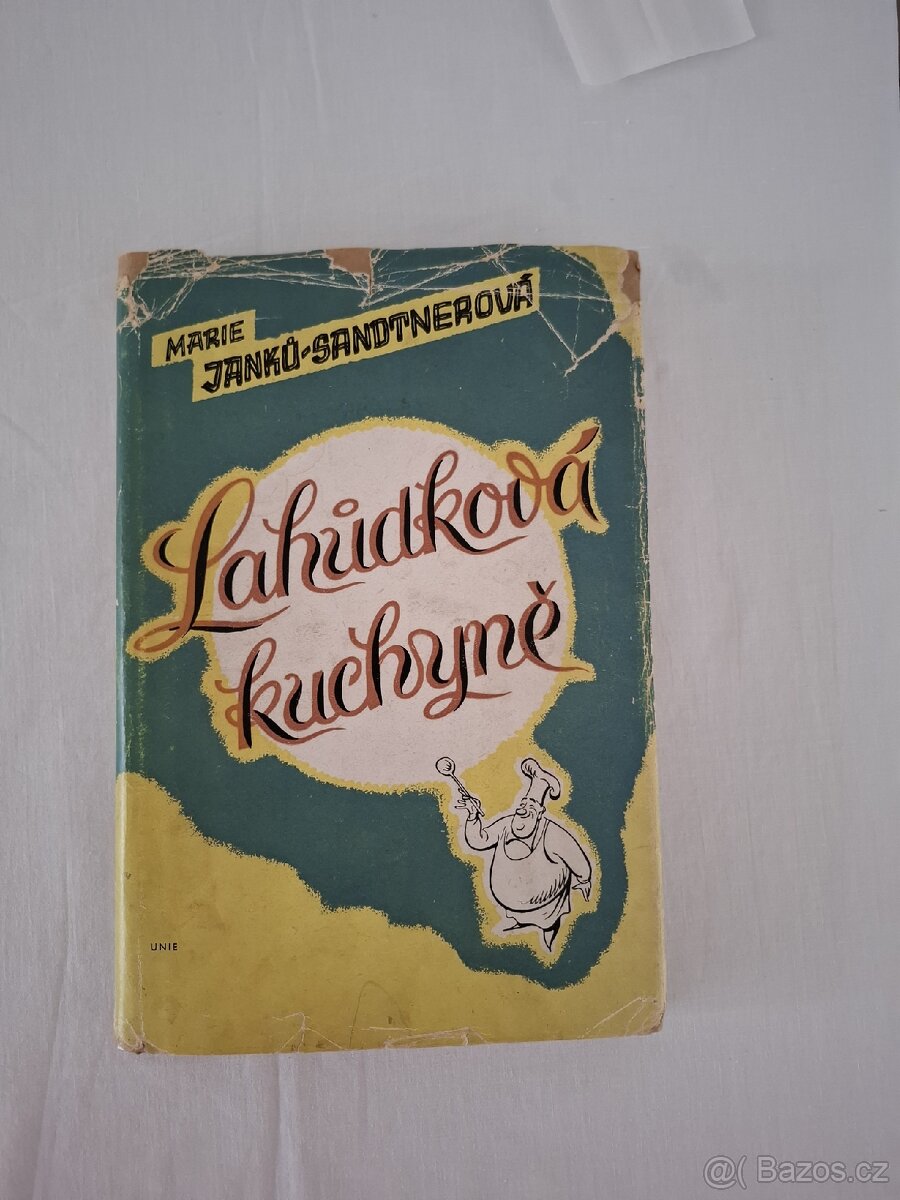 MARIE
JANKŮ-SANDTNEROVÁ
Lahůdková
kuchyně
UNIE
@( Bazos.cz